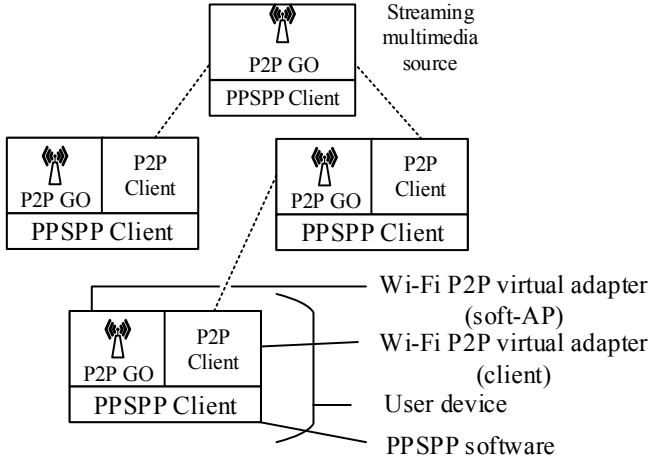 Streaming
multimedia
source
P2P GO
PPSPP Client
P2P GO
P2P
Client
PPSPP Client
P2P GO
P2P
Client
PPSPP Client
P2P GO
P2P
Client
PPSPP Client
Wi-Fi P2P virtual adapter
(soft-AP)
Wi-Fi P2P virtual adapter
(client)
User device
PPSPP software